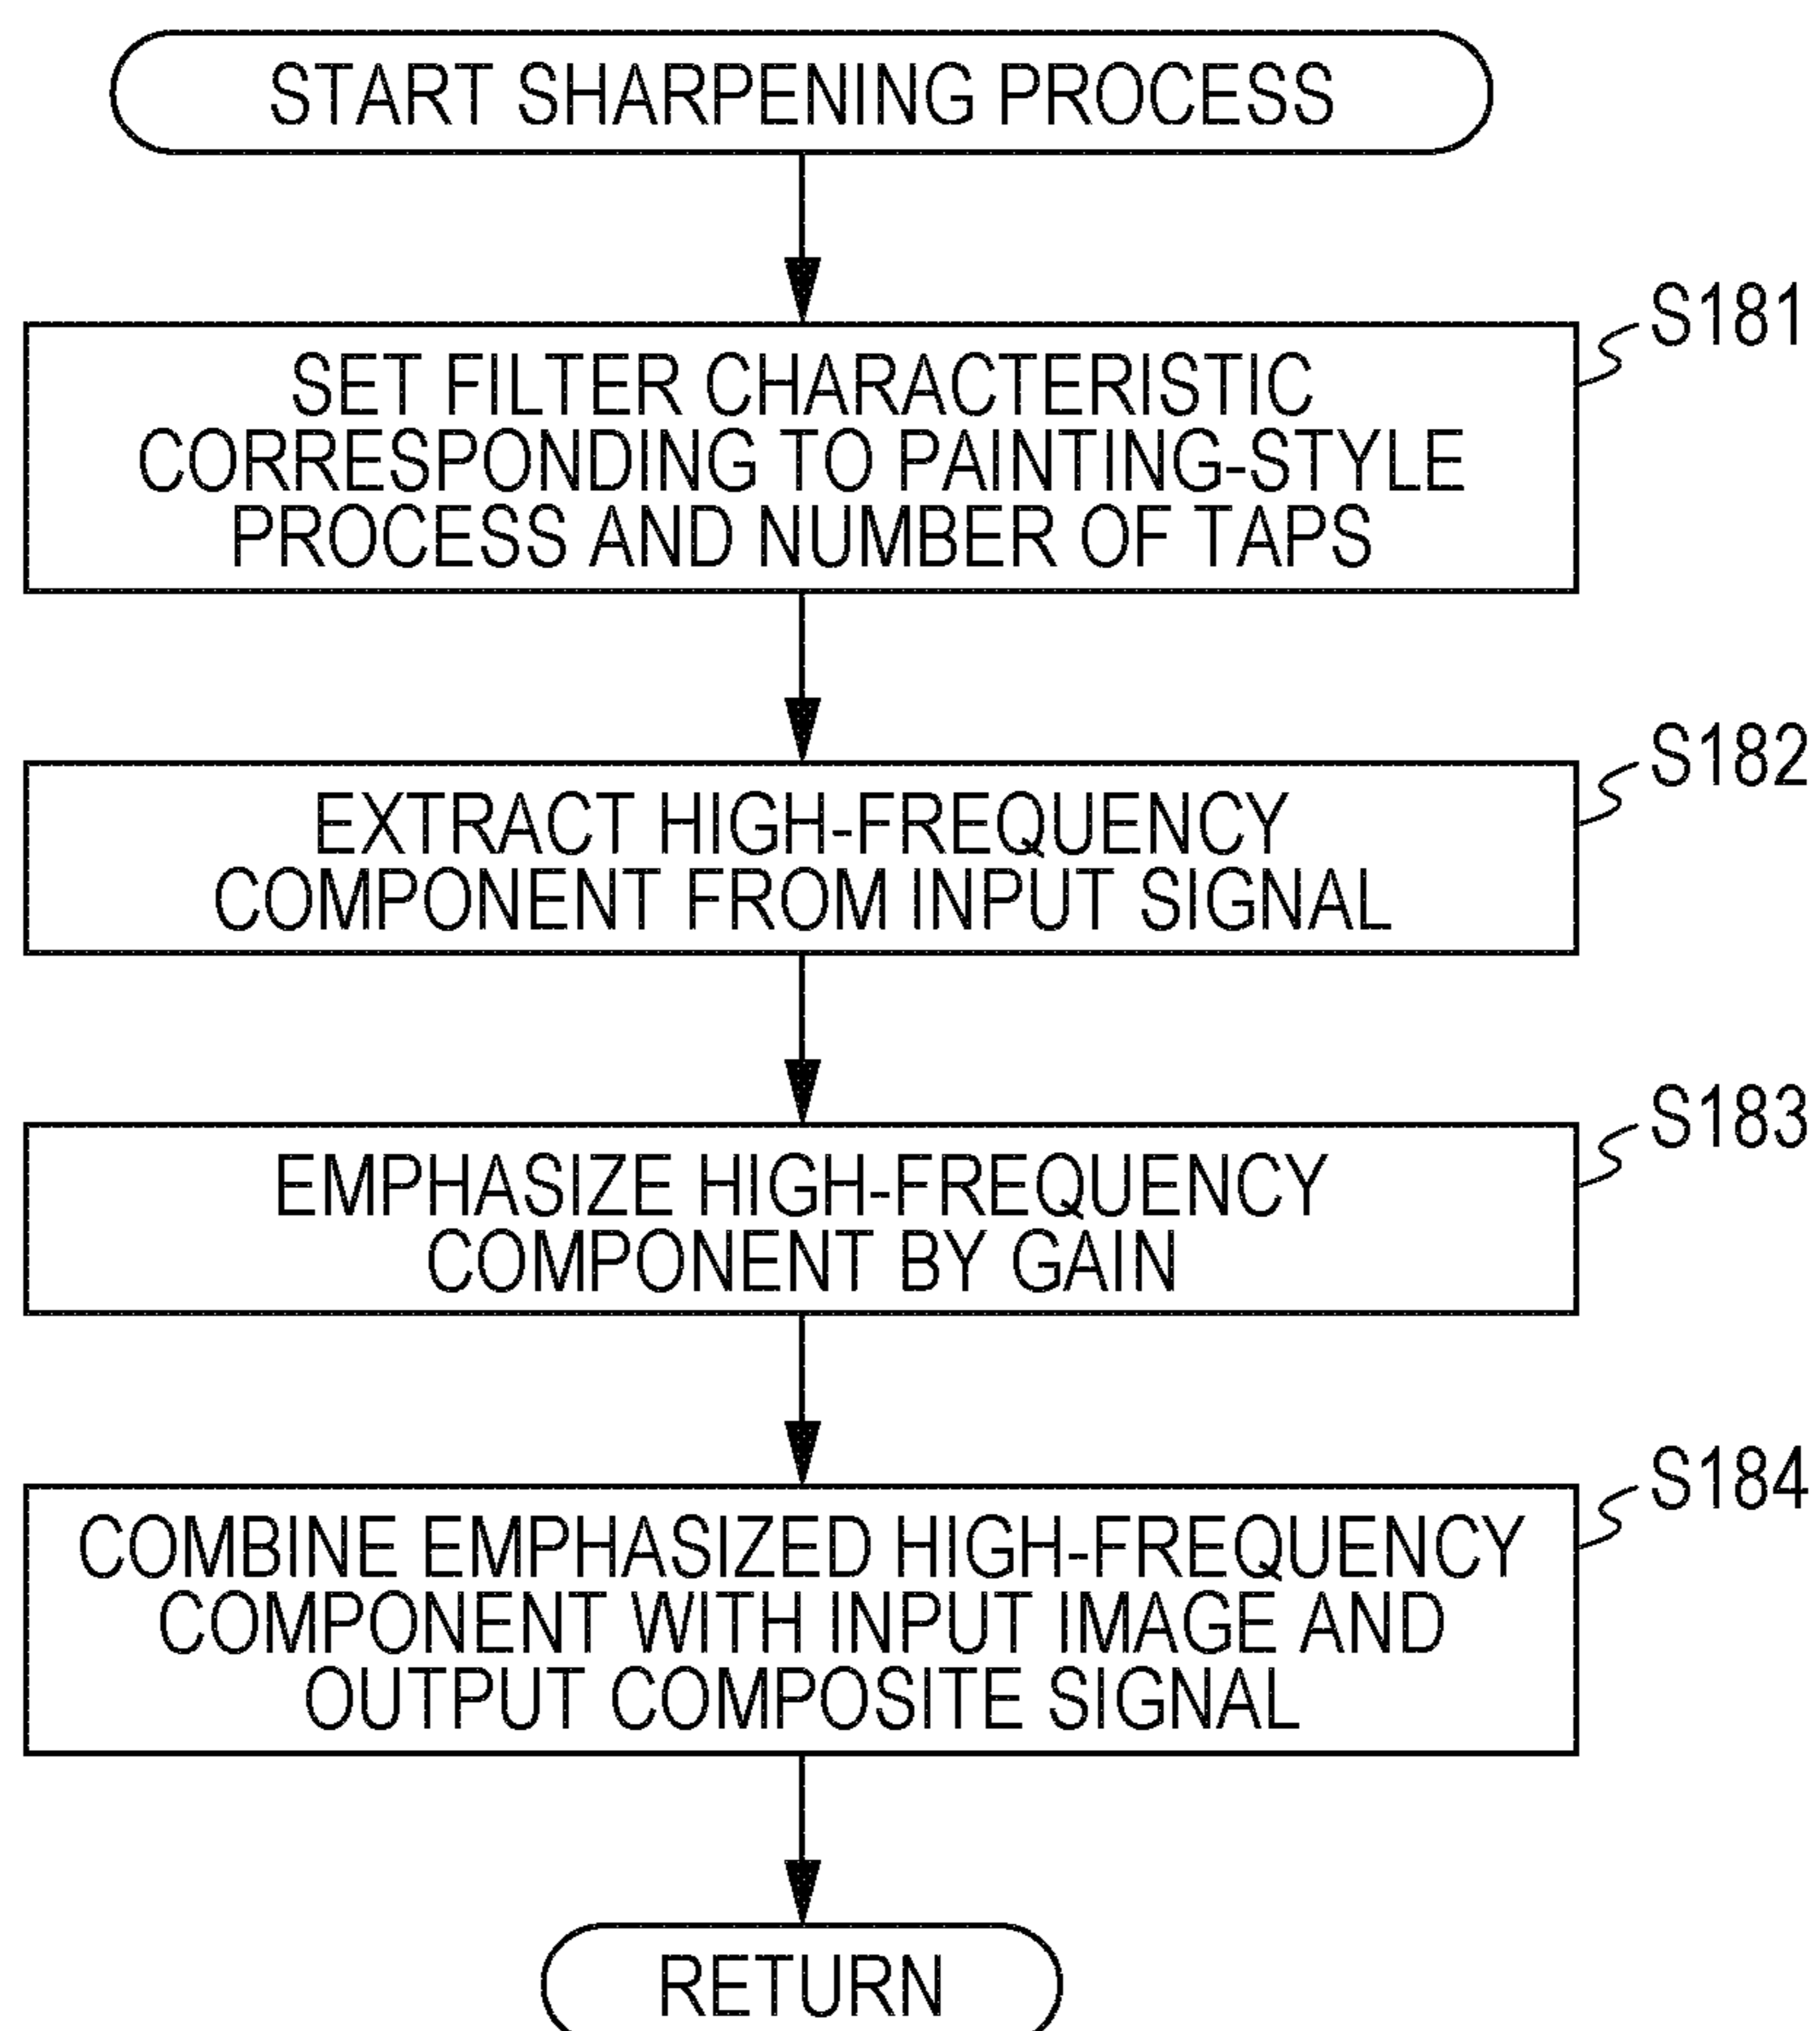 START SHARPENING PROCESS
S181
SET FILTER CHARACTERISTIC
CORRESPONDING TO PAINTING-STYLE
PROCESS AND NUMBER OF TAPS
S182
EXTRACT HIGH-FREQUENCY
COMPONENT FROM INPUT SIGNAL
S183
EMPHASIZE HIGH-FREQUENCY
COMPONENT BY GAIN
S184
COMBINE EMPHASIZED HIGH-FREQUENCY
COMPONENT WITH INPUT IMAGE AND
OUTPUT COMPOSITE SIGNAL
RETURN